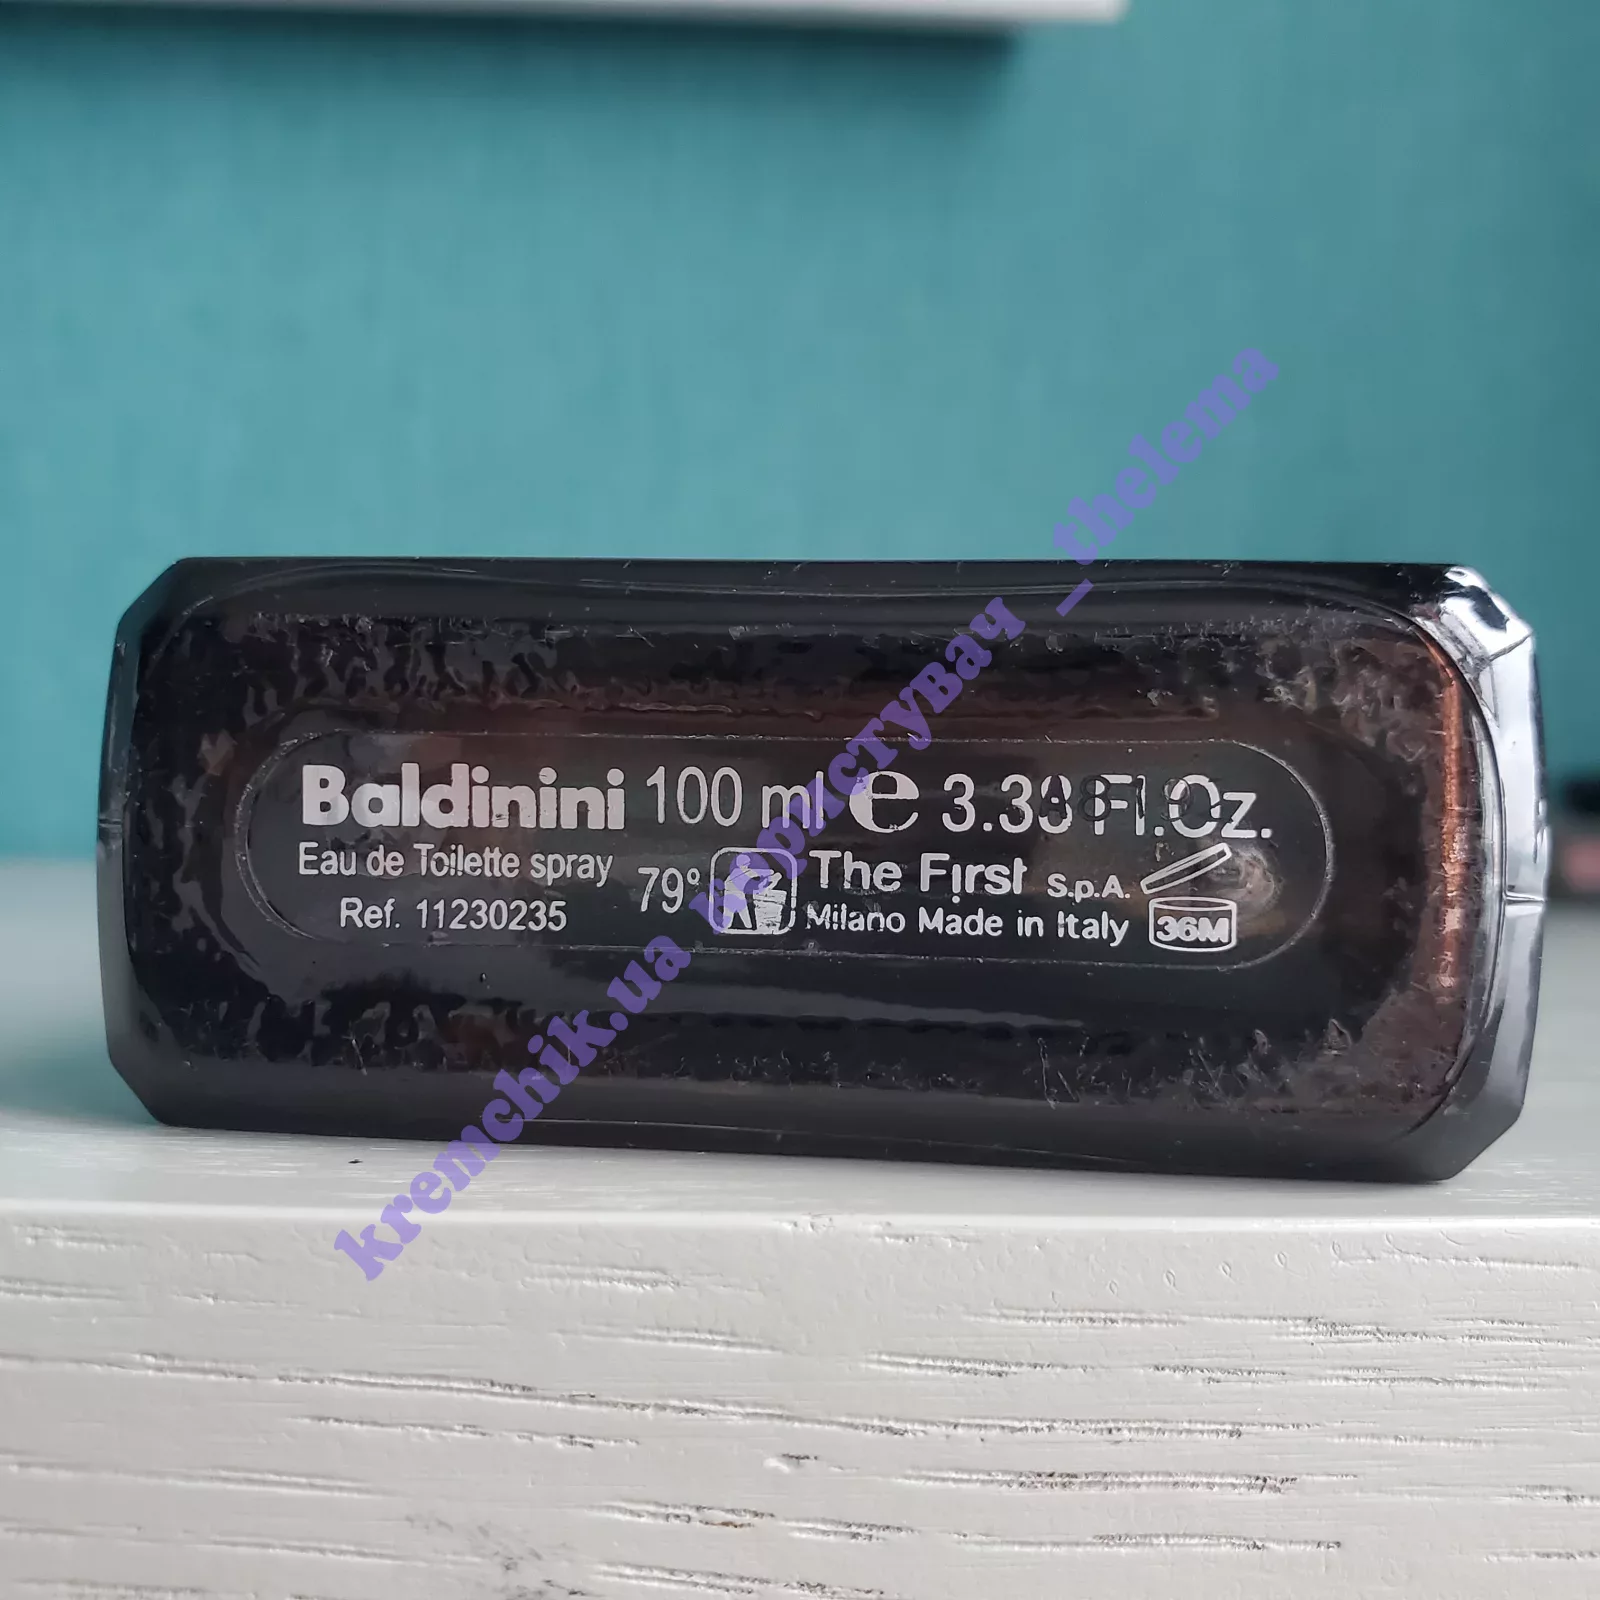 Baldinini 100 ml e 3.38 Fl.Oz.
Eau de Toilette spray 79° The First S.p.A.
Ref. 11230235 Milano Made in Italy 36M
kremchik.ua користувач _thelema